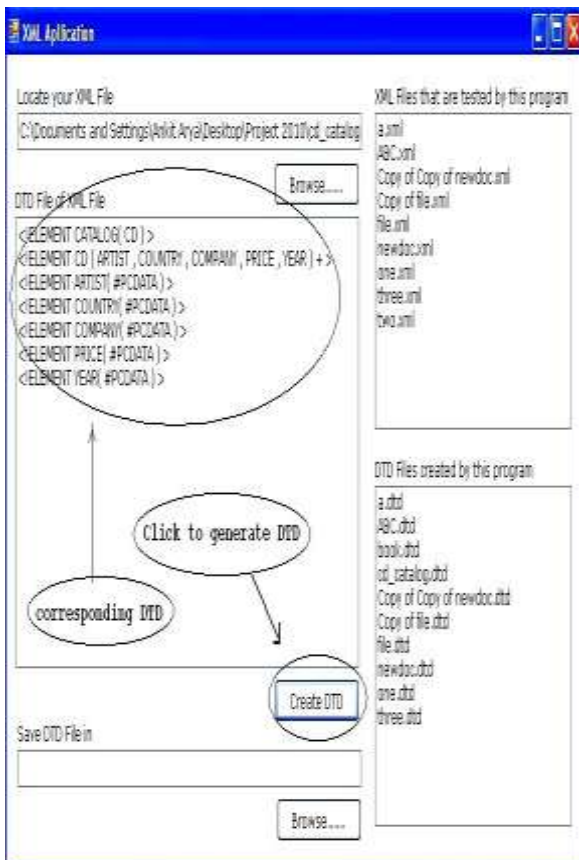 XML Aplication
Locate your XML File
C:\Documents and Settings\Ankit Arya\Desktop\Project 2010\cd_catalog
Browse......
DTD File of XML File
<!ELEMENT CATALOG( CD ) >
<!ELEMENT CD ( ARTIST , COUNTRY , COMPANY , PRICE , YEAR ) + >
<!ELEMENT ARTIST( #PCDATA ) >
<!ELEMENT COUNTRY( #PCDATA ) >
<!ELEMENT COMPANY( #PCDATA ) >
<!ELEMENT PRICE( #PCDATA ) >
<!ELEMENT YEAR( #PCDATA ) >
Click to generate DTD
corresponding DTD
Create DTD
Save DTD File in
Browse......
XML Files that are tested by this program
a.xml
ABC.xml
Copy of Copy of newdoc.xml
Copy of file.xml
file.xml
newdoc.xml
one.xml
three.xml
two.xml
DTD Files created by this program
a.dtd
ABC.dtd
book.dtd
cd_catalog.dtd
Copy of Copy of newdoc.dtd
Copy of file.dtd
file.dtd
newdoc.dtd
one.dtd
three.dtd